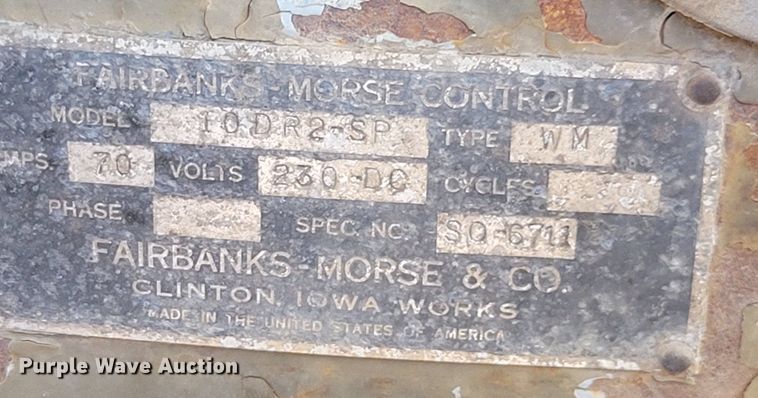 FAIRBANKS-MORSE CONTROL
MODEL 10DR2-SP TYPE WM
MPS. 70 VOLTS 230-DC CYCLES
PHASE SPEC. NO. SO-6711
FAIRBANKS-MORSE & CO.
CLINTON, IOWA WORKS
MADE IN THE UNITED STATES OF AMERICA
Purple Wave Auction